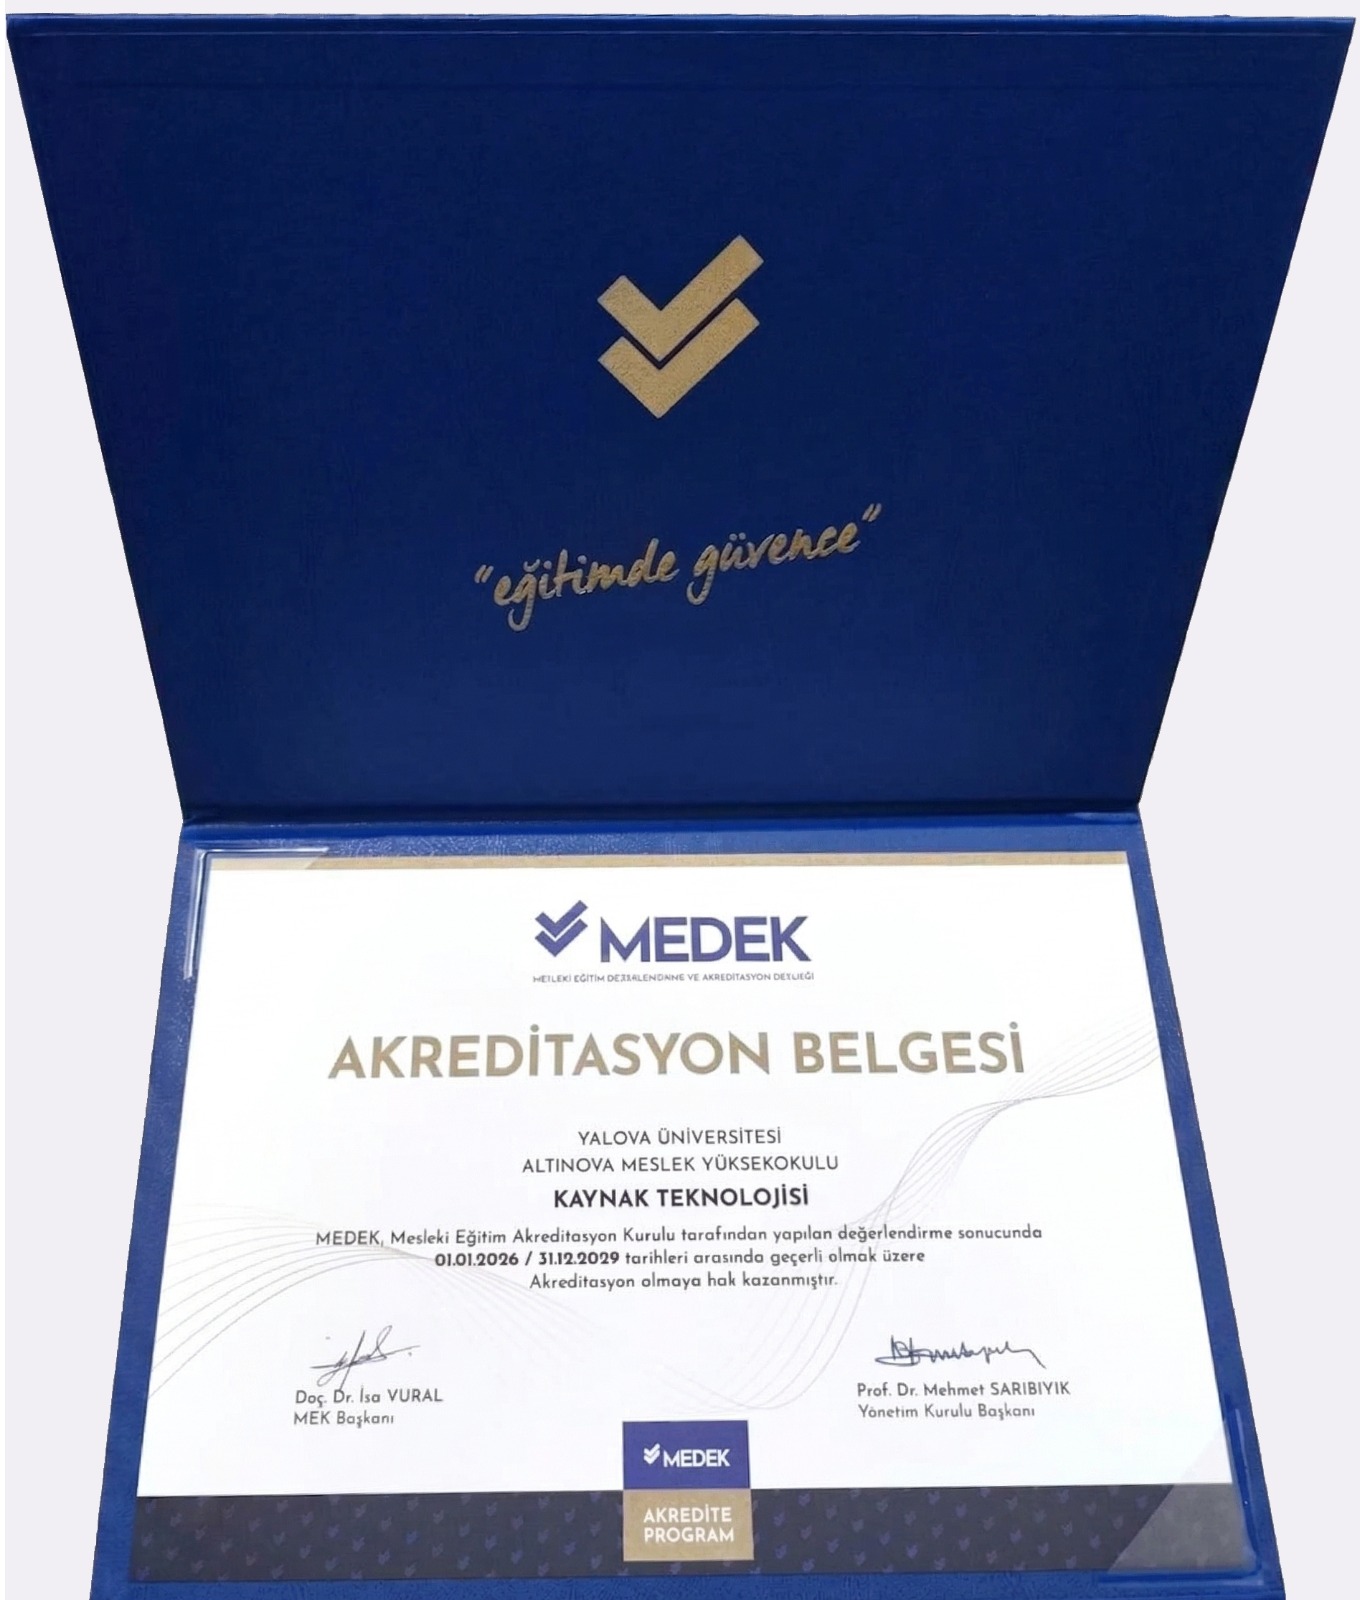 "eğitimde güvence"
MEDEK
AKREDİTASYON BELGESİ
YALOVA ÜNİVERSİTESİ
ALTINOVA MESLEK YÜKSEKOKULU
KAYNAK TEKNOLOJİSİ
MEDEK, Mesleki Eğitim Akreditasyon Kurulu tarafından yapılan değerlendirme sonucunda
01.01.2026 / 31.12.2029 tarihleri arasında geçerli olmak üzere
Akreditasyon olmaya hak kazanmıştır.
Doç. Dr. İsa VURAL
MEK Başkanı
Prof. Dr. Mehmet SARIBIYIK
Yönetim Kurulu Başkanı
MEDEK
AKREDİTE
PROGRAM